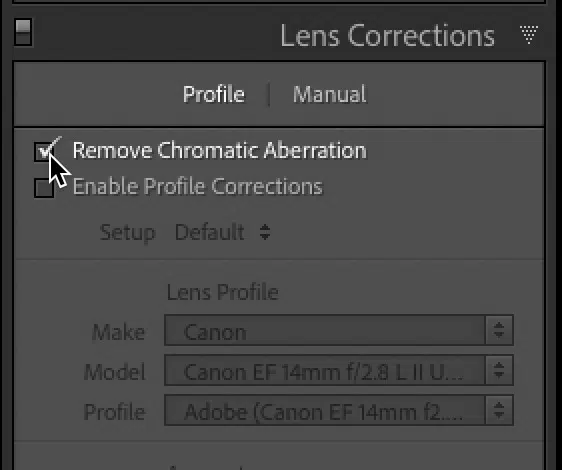 Lens Corrections
Profile | Manual
Remove Chromatic Aberration
Enable Profile Corrections
Setup Default
Lens Profile
Make Canon
Model Canon EF 14mm f/2.8 L II U...
Profile Adobe (Canon EF 14mm f2....